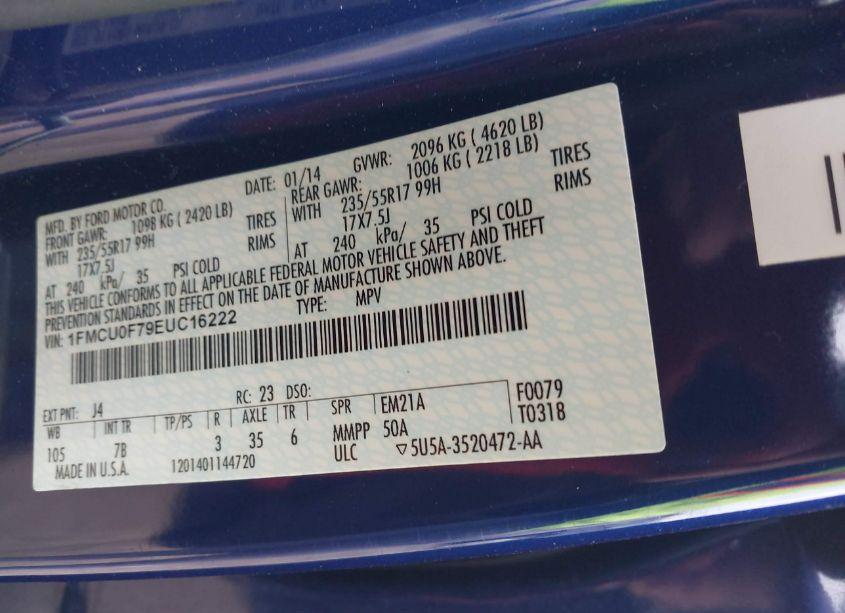 MFD. BY FORD MOTOR CO.
DATE: 01/14 GVWR: 2096 KG ( 4620 LB)
FRONT GAWR: 1098 KG ( 2420 LB)
WITH 235/55R17 99H TIRES
17X7.5J RIMS
AT 240 kPa/ 35 PSI COLD
REAR GAWR: 1006 KG ( 2218 LB)
WITH 235/55R17 99H TIRES
17X7.5J RIMS
AT 240 kPa/ 35 PSI COLD
THIS VEHICLE CONFORMS TO ALL APPLICABLE FEDERAL MOTOR VEHICLE SAFETY AND THEFT
PREVENTION STANDARDS IN EFFECT ON THE DATE OF MANUFACTURE SHOWN ABOVE.
VIN: 1FMCU0F79EUC16222 TYPE: MPV
EXT PNT: J4 RC: 23 DSO:
WB INT TR TP/PS R AXLE TR SPR EM21A F0079
105 7B 3 35 6 MMPP 50A T0318
MADE IN U.S.A. 1201401144720 ULC ▽5U5A-3520472-AA